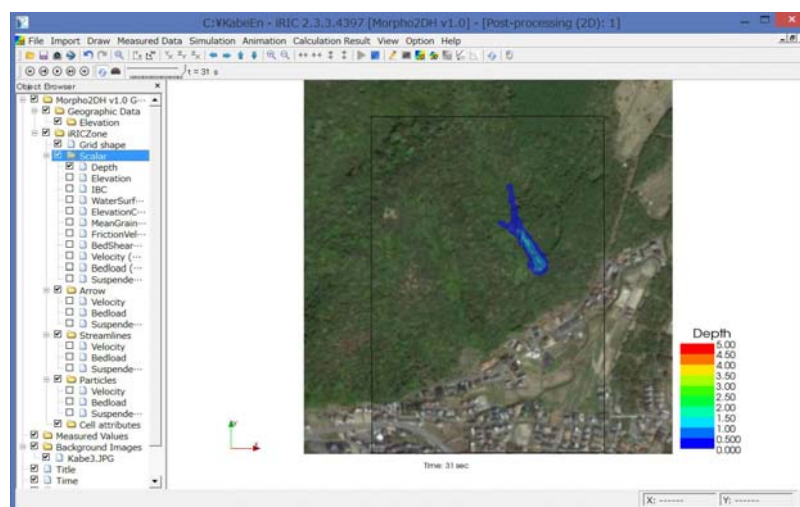 C:¥KabeEn - iRIC 2.3.3.4397 [Morpho2DH v1.0] - [Post-processing (2D): 1]
File Import Draw Measured Data Simulation Animation Calculation Result View Option Help
t = 31 s
Object Browser
Morpho2DH v1.0 G···
Geographic Data
Elevation
iRICZone
Grid shape
Scalar
Depth
Elevation
IBC
WaterSurf···
ElevationC···
MeanGrain···
FrictionVel···
BedShear···
Velocity (···
Bedload (···
Suspende···
Arrow
Velocity
Bedload
Suspende···
Streamlines
Velocity
Bedload
Suspende···
Particles
Velocity
Bedload
Suspende···
Cell attributes
Measured Values
Background Images
Kabe3.JPG
Title
Time
Depth
5.00
4.50
4.00
3.50
3.00
2.50
2.00
1.50
1.00
0.500
0.000
Time: 31 sec
X: ------
Y: ------